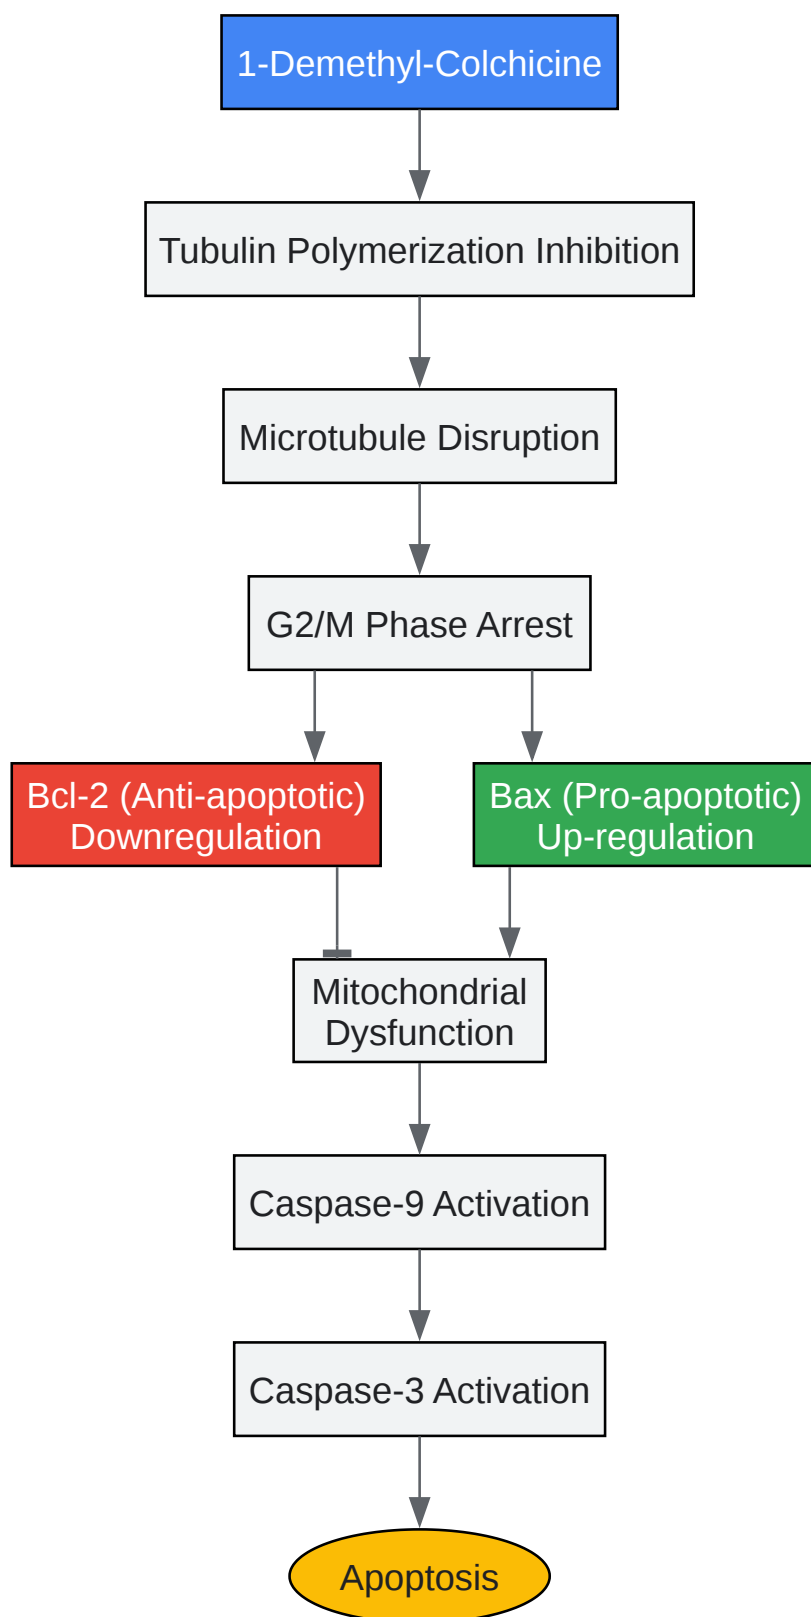 1-Demethyl-Colchicine
Tubulin Polymerization Inhibition
Microtubule Disruption
G2/M Phase Arrest
Bcl-2 (Anti-apoptotic)
Downregulation
Bax (Pro-apoptotic)
Up-regulation
Mitochondrial
Dysfunction
Caspase-9 Activation
Caspase-3 Activation
Apoptosis